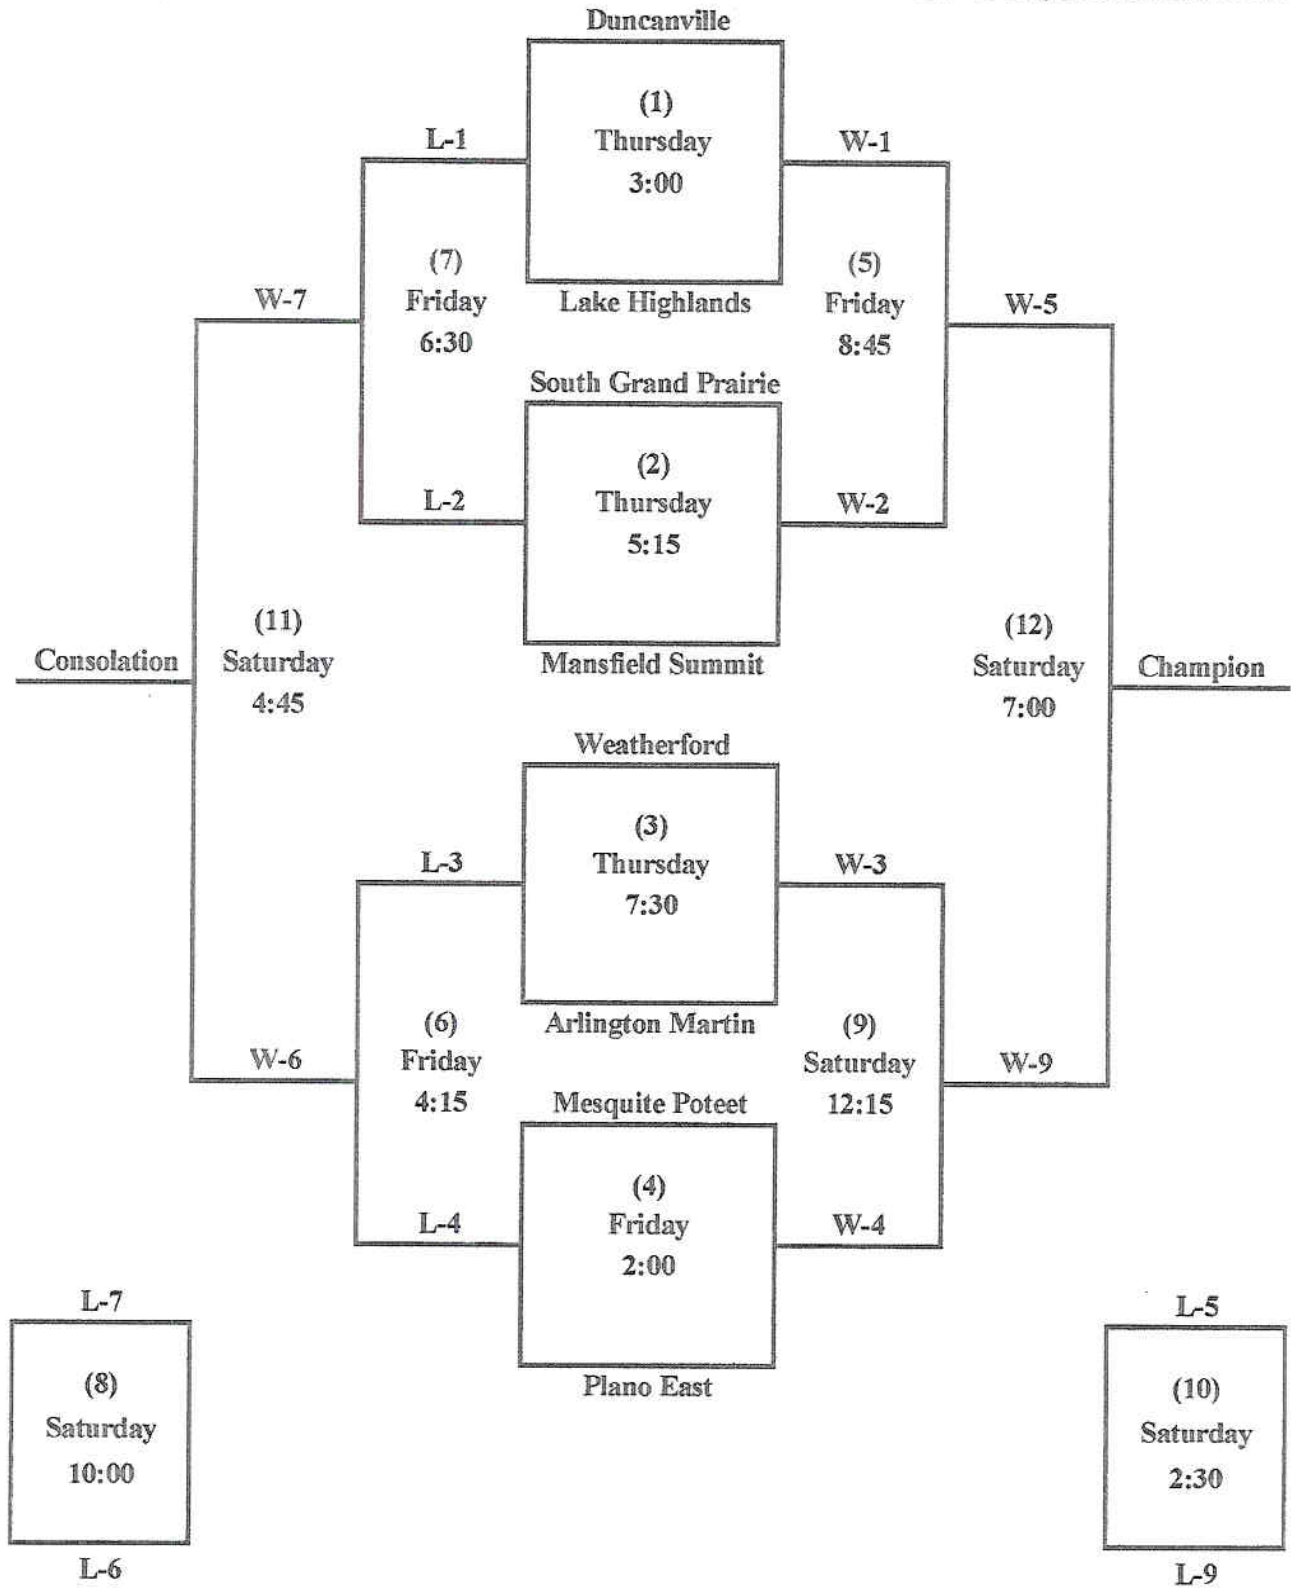 Duncanville
(1)
Thursday
3:00
L-1
W-1
Lake Highlands
(7)
Friday
6:30
(5)
Friday
8:45
W-7
W-5
South Grand Prairie
(2)
Thursday
5:15
L-2
W-2
Mansfield Summit
(11)
Saturday
4:45
Consolation
(12)
Saturday
7:00
Champion
Weatherford
(3)
Thursday
7:30
L-3
W-3
Arlington Martin
(6)
Friday
4:15
(9)
Saturday
12:15
W-6
W-9
Mesquite Poteet
(4)
Friday
2:00
L-4
W-4
Plano East
L-7
(8)
Saturday
10:00
L-6
L-5
(10)
Saturday
2:30
L-9